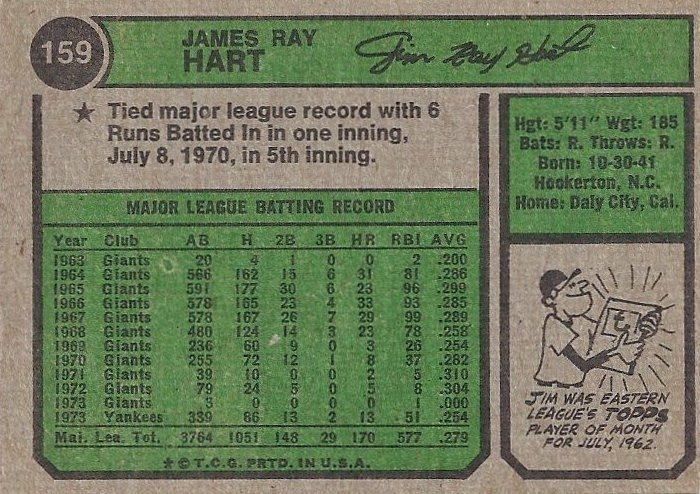 159
JAMES RAY
HART
Jim Ray Hart
★ Tied major league record with 6
Runs Batted In in one inning,
July 8, 1970, in 5th inning.
Hgt: 5'11" Wgt: 185
Bats: R. Throws: R.
Born: 10-30-41
Hookerton, N.C.
Home: Daly City, Cal.
MAJOR LEAGUE BATTING RECORD
Year Club AB H 2B 3B HR RBI AVG
1963 Giants 20 4 1 0 0 2 .200
1964 Giants 566 162 15 6 31 81 .286
1965 Giants 591 177 30 6 23 96 .299
1966 Giants 578 165 23 4 33 93 .285
1967 Giants 578 167 26 7 29 99 .289
1968 Giants 480 124 14 3 23 78 .258
1969 Giants 236 60 9 0 3 26 .254
1970 Giants 255 72 12 1 8 37 .282
1971 Giants 39 10 0 0 2 5 .310
1972 Giants 79 24 5 0 5 8 .304
1973 Giants 3 0 0 0 0 1 .000
1973 Yankees 339 86 13 2 13 51 .254
Maj. Lea. Tot. 3764 1051 148 29 170 577 .279
★ © T.C.G. PRTD. IN U.S.A.
JIM WAS EASTERN
LEAGUE'S TOPPS
PLAYER OF MONTH
FOR JULY, 1962.